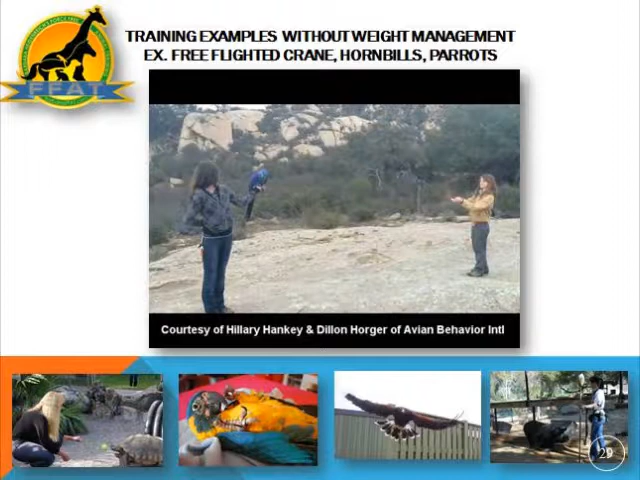 TRAINING EXAMPLES WITHOUT WEIGHT MANAGEMENT
EX. FREE FLIGHTED CRANE, HORNBILLS, PARROTS
FFAT
Courtesy of Hillary Hankey & Dillon Horger of Avian Behavior Intl
29